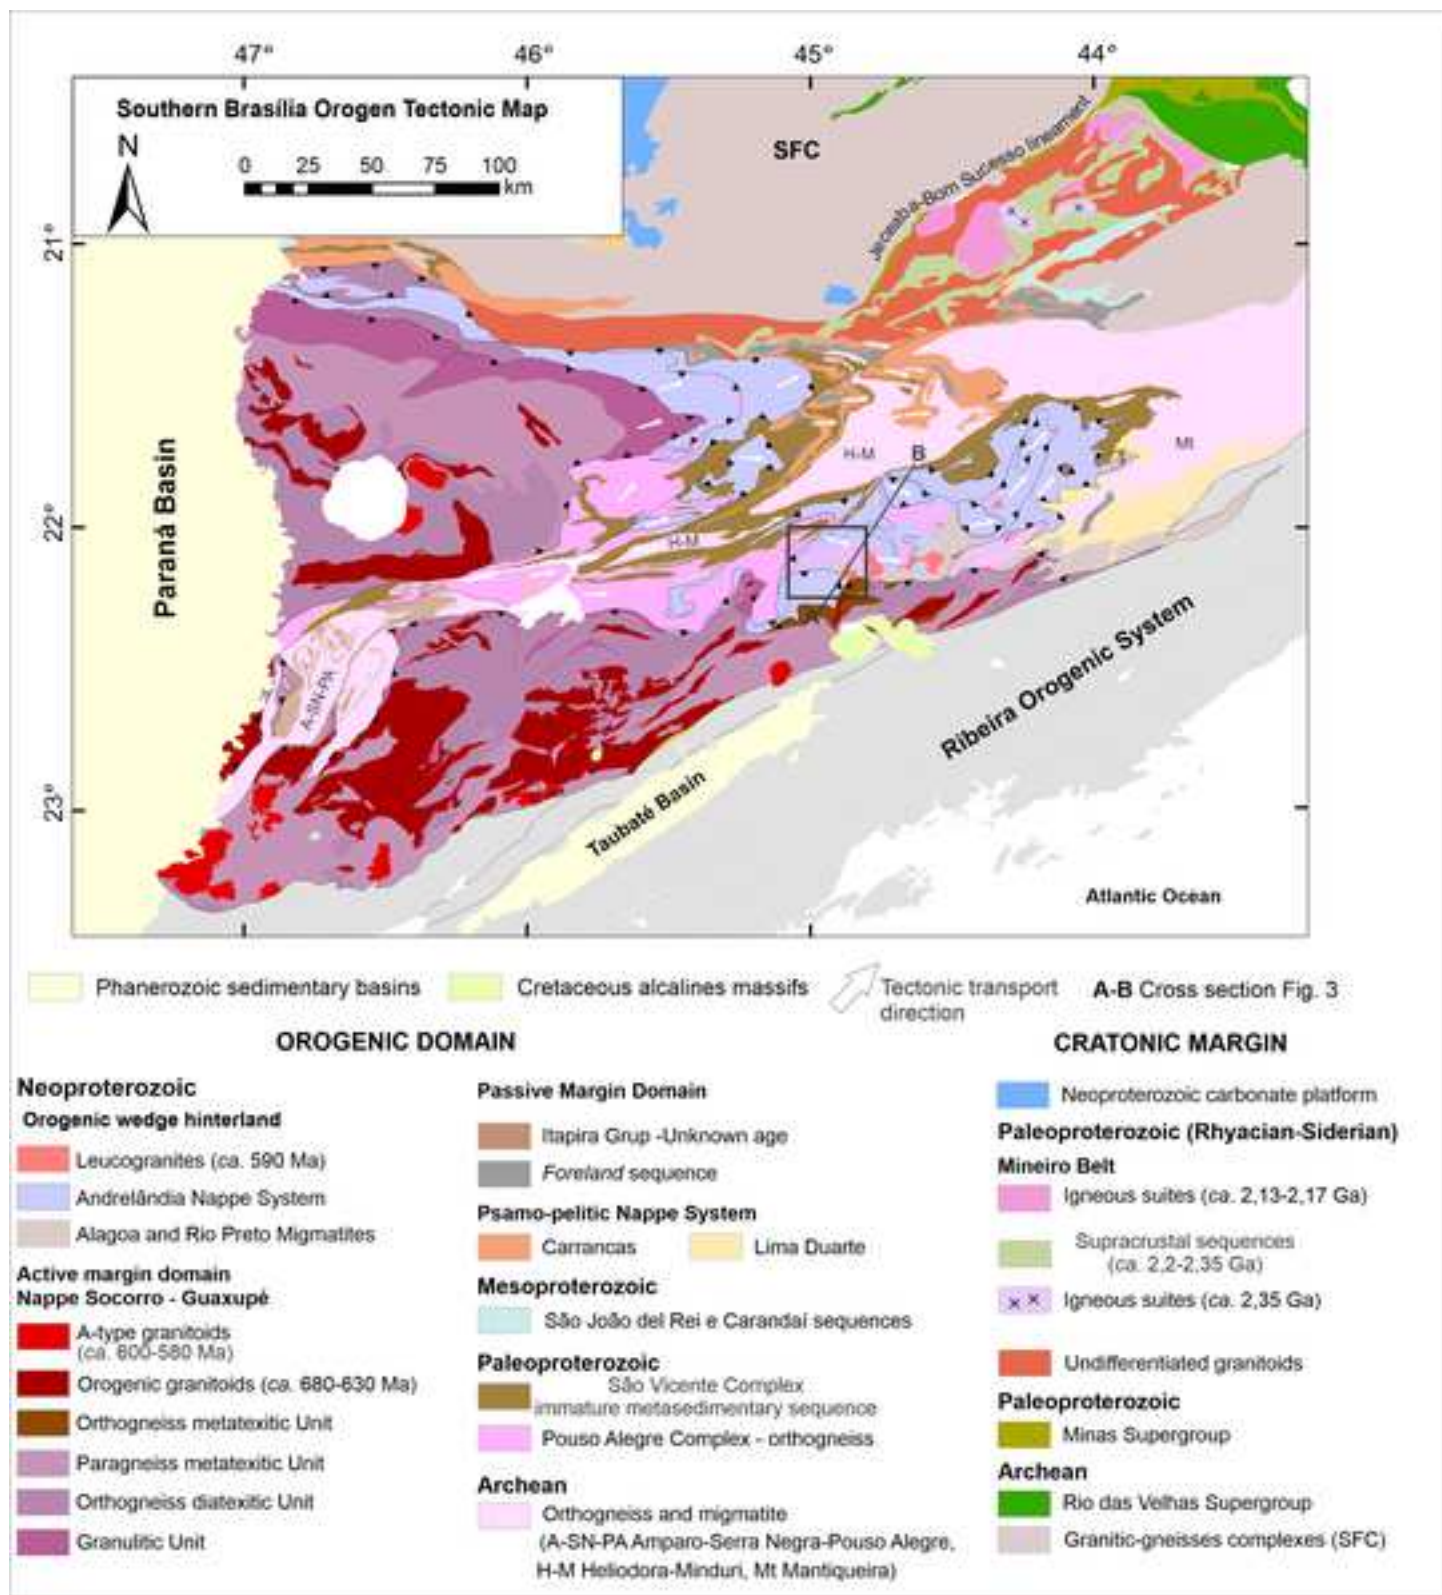 47°
46°
45°
44°
Southern Brasília Orogen Tectonic Map
N
0 25 50 75 100
km
SFC
Jeceaba-Bom Sucesso lineament
21°
22°
23°
Paraná Basin
H-M
B
Mt
H-M
A-SN-PA
Ribeira Orogenic System
Taubaté Basin
Atlantic Ocean
Phanerozoic sedimentary basins
Cretaceous alcalines massifs
Tectonic transport
direction
A-B Cross section Fig. 3
OROGENIC DOMAIN
Neoproterozoic
Orogenic wedge hinterland
Leucogranites (ca. 590 Ma)
Andrelândia Nappe System
Alagoa and Rio Preto Migmatites
Active margin domain
Nappe Socorro - Guaxupé
A-type granitoids
(ca. 600-580 Ma)
Orogenic granitoids (ca. 680-630 Ma)
Orthogneiss metatexitic Unit
Paragneiss metatexitic Unit
Orthogneiss diatexitic Unit
Granulitic Unit
Passive Margin Domain
Itapira Grup -Unknown age
Foreland sequence
Psamo-pelitic Nappe System
Carrancas
Lima Duarte
Mesoproterozoic
São João del Rei e Carandaí sequences
Paleoproterozoic
São Vicente Complex
immature metasedimentary sequence
Pouso Alegre Complex - orthogneiss
Archean
Orthogneiss and migmatite
(A-SN-PA Amparo-Serra Negra-Pouso Alegre,
H-M Heliodora-Minduri, Mt Mantiqueira)
CRATONIC MARGIN
Neoproterozoic carbonate platform
Paleoproterozoic (Rhyacian-Siderian)
Mineiro Belt
Igneous suites (ca. 2,13-2,17 Ga)
Supracrustal sequences
(ca. 2,2-2,35 Ga)
Igneous suites (ca. 2,35 Ga)
Undifferentiated granitoids
Paleoproterozoic
Minas Supergroup
Archean
Rio das Velhas Supergroup
Granitic-gneisses complexes (SFC)